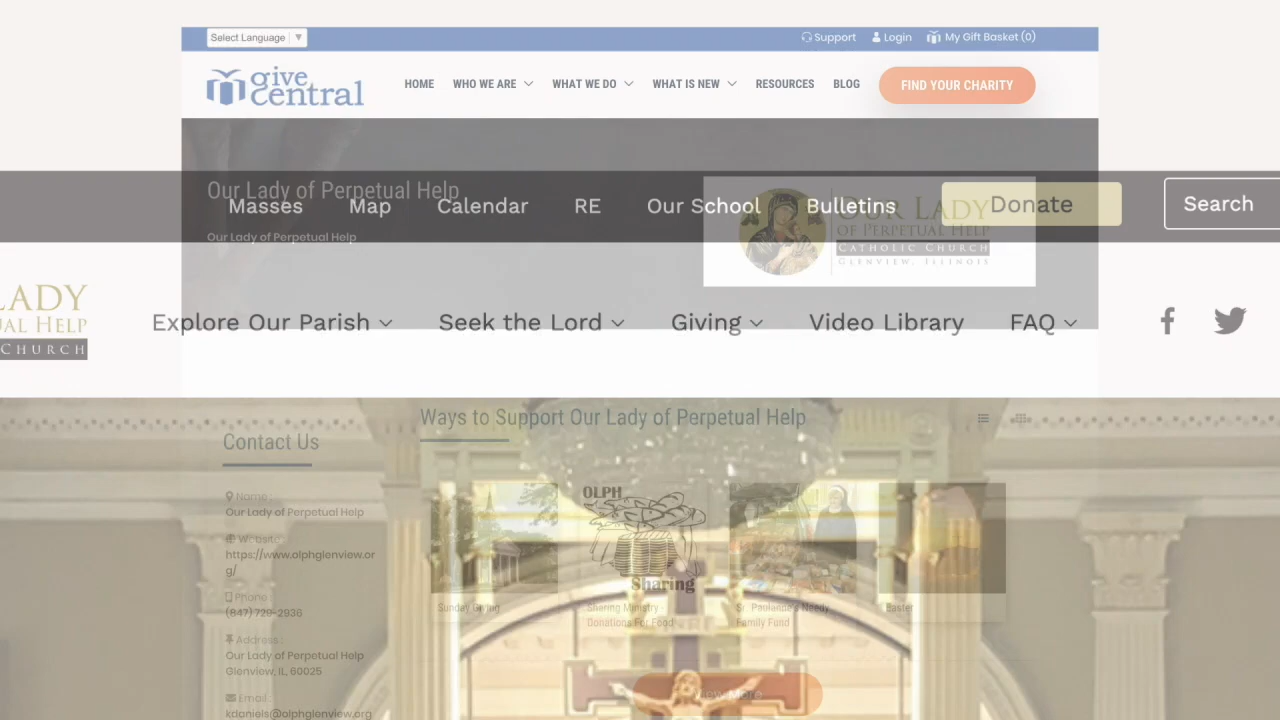 Select Language ▼
Support
Login
My Gift Basket (0)
give central
HOME
WHO WE ARE
WHAT WE DO
WHAT IS NEW
RESOURCES
BLOG
FIND YOUR CHARITY
Our Lady of Perpetual Help
Our Lady of Perpetual Help
Masses
Map
Calendar
RE
Our School
Bulletins
Donate
Search
OUR LADY
OF PERPETUAL HELP
CATHOLIC CHURCH
GLENVIEW, ILLINOIS
LADY
UAL HELP
CHURCH
Explore Our Parish
Seek the Lord
Giving
Video Library
FAQ
Ways to Support Our Lady of Perpetual Help
Contact Us
Name :
Our Lady of Perpetual Help
Website :
https://www.olphglenview.or
g/
Phone :
(847) 729-2936
Address :
Our Lady of Perpetual Help
Glenview, IL, 60025
Email :
kdaniels@olphglenview.org
OLPH
Sharing
Sunday Giving
Sharing Ministry -
Donations For Food
Sr. Paulanne's Needy
Family Fund
Easter
View More